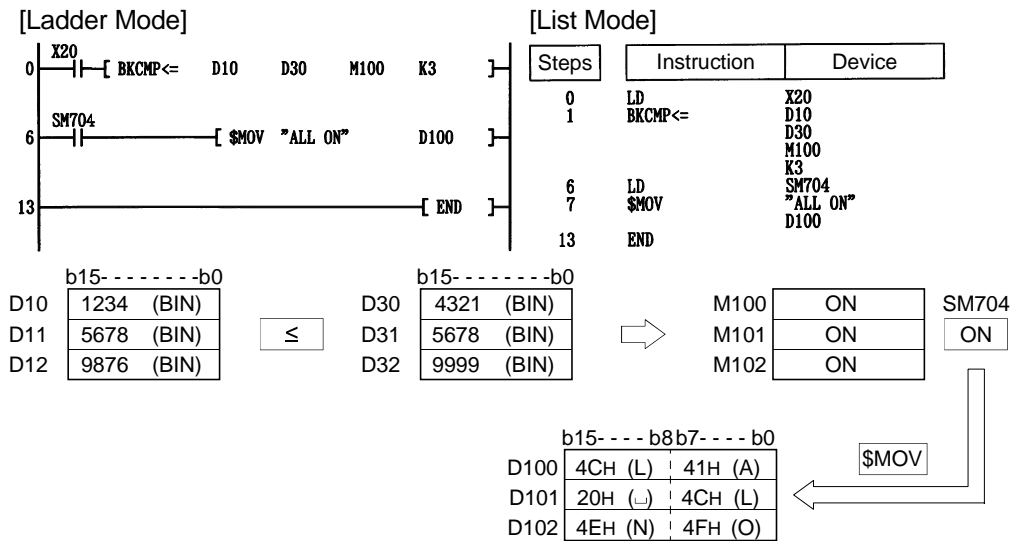 [Ladder Mode]
[List Mode]
X20
0 [ BKCMP<= D10 D30 M100 K3 ]
SM704
6 [ $MOV "ALL ON" D100 ]
13 [ END ]
Steps Instruction Device
0 LD X20
1 BKCMP<= D10
D30
M100
K3
6 LD SM704
7 $MOV "ALL ON"
D100
13 END
b15- - - - - - - - -b0
D10 1234 (BIN)
D11 5678 (BIN)
D12 9876 (BIN)
≤
b15- - - - - - - - -b0
D30 4321 (BIN)
D31 5678 (BIN)
D32 9999 (BIN)
M100 ON
M101 ON
M102 ON
SM704
ON
$MOV
b15- - - - b8 b7- - - - b0
D100 4CH (L) 41H (A)
D101 20H (␣) 4CH (L)
D102 4EH (N) 4FH (O)